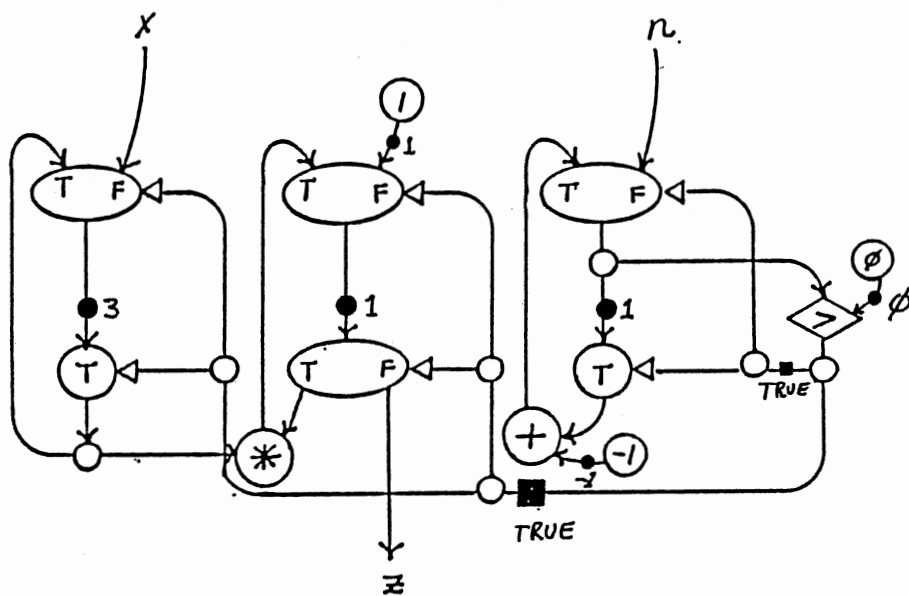 x n.
1
1
T F T F T F
ϕ
ϕ
3 1 1 >
T T F T TRUE
* + -1
-1
TRUE
z